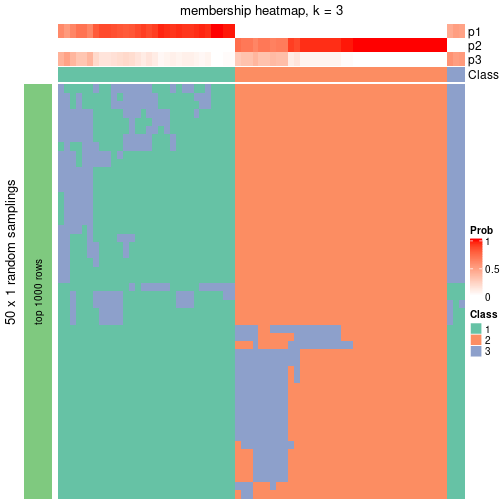 membership heatmap, k = 3
p1
p2
p3
Class
50 x 1 random samplings
top 1000 rows
Prob
1
0.5
0
Class
1
2
3